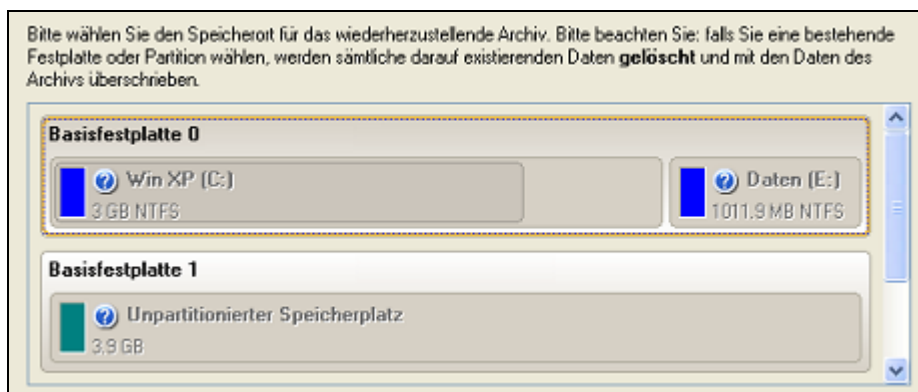 Bitte wählen Sie den Speicherort für das wiederherzustellende Archiv. Bitte beachten Sie: falls Sie eine bestehende
Festplatte oder Partition wählen, werden sämtliche darauf existierenden Daten gelöscht und mit den Daten des
Archivs überschrieben.
Basisfestplatte 0
Win XP (C:)
3 GB NTFS
Daten (E:)
1011.9 MB NTFS
Basisfestplatte 1
Unpartitionierter Speicherplatz
3.9 GB